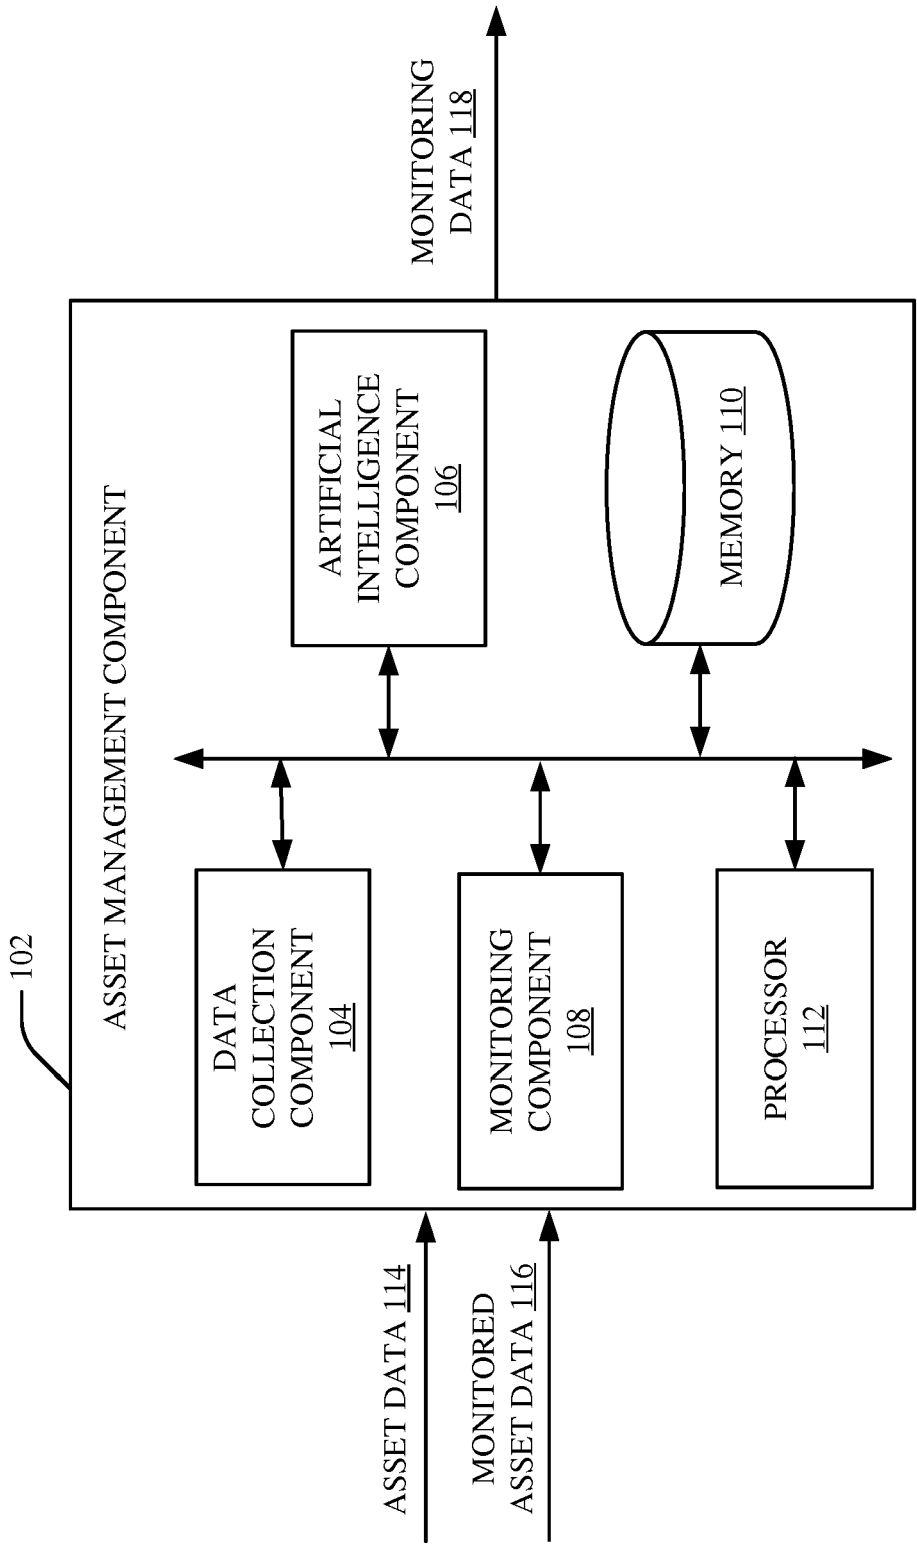 102
ASSET MANAGEMENT COMPONENT
DATA
COLLECTION
COMPONENT
104
ARTIFICIAL
INTELLIGENCE
COMPONENT
106
ASSET DATA 114
MONITORED
ASSET DATA 116
MONITORING
COMPONENT
108
MONITORING
DATA 118
PROCESSOR
112
MEMORY 110